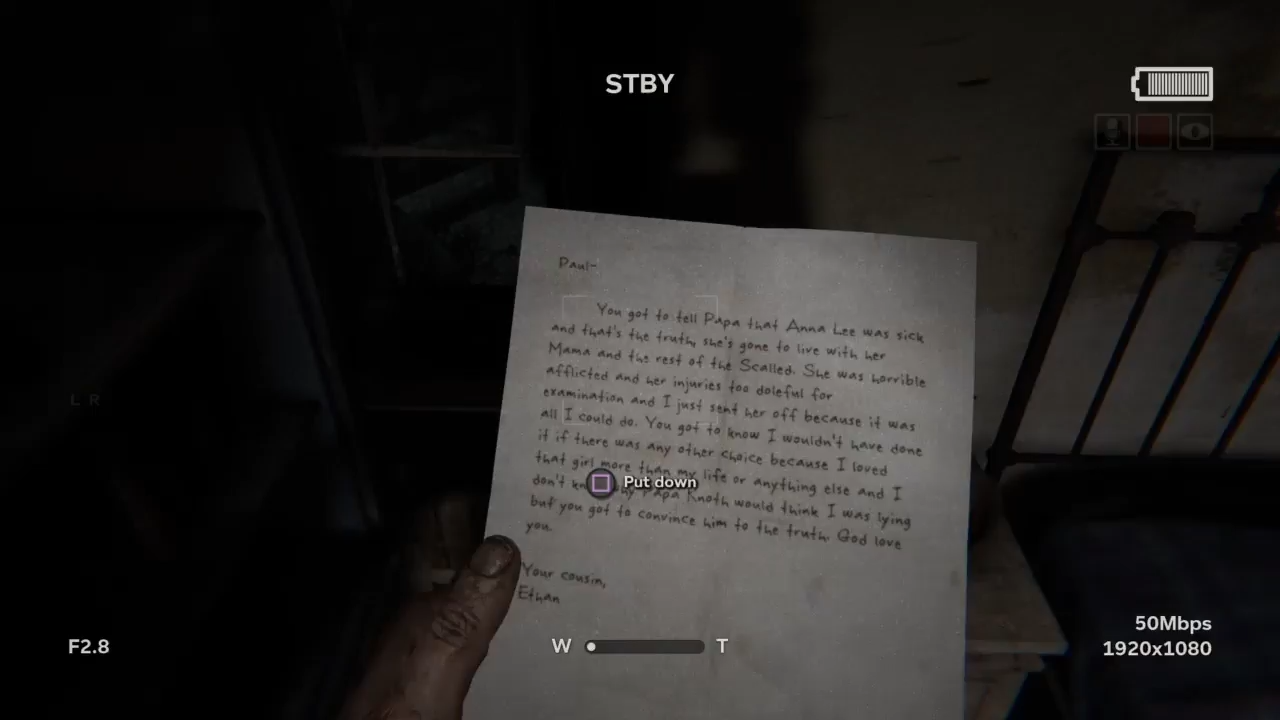 STBY
Paul-
You got to tell Papa that Anna Lee was sick
and that's the truth, she's gone to live with her
Mama and the rest of the Scalled. She was horrible
afflicted and her injuries too doleful for
examination and I just sent her off because it was
all I could do. You got to know I wouldn't have done
it if there was any other choice because I loved
that girl more than my life or anything else and I
don't Papa Knoth would think I was lying
but you got to convince him to the truth. God love
you.
Your cousin,
Ethan
Put down
L R
F2.8
W T
50Mbps
1920x1080